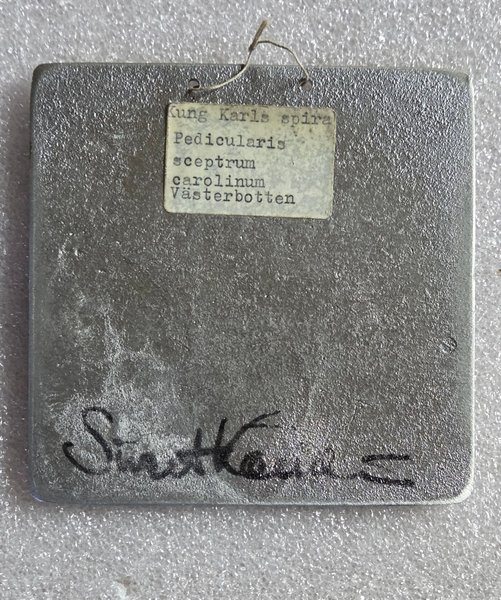 Kung Karls spira
Pedicularis
sceptrum
carolinum
Västerbotten